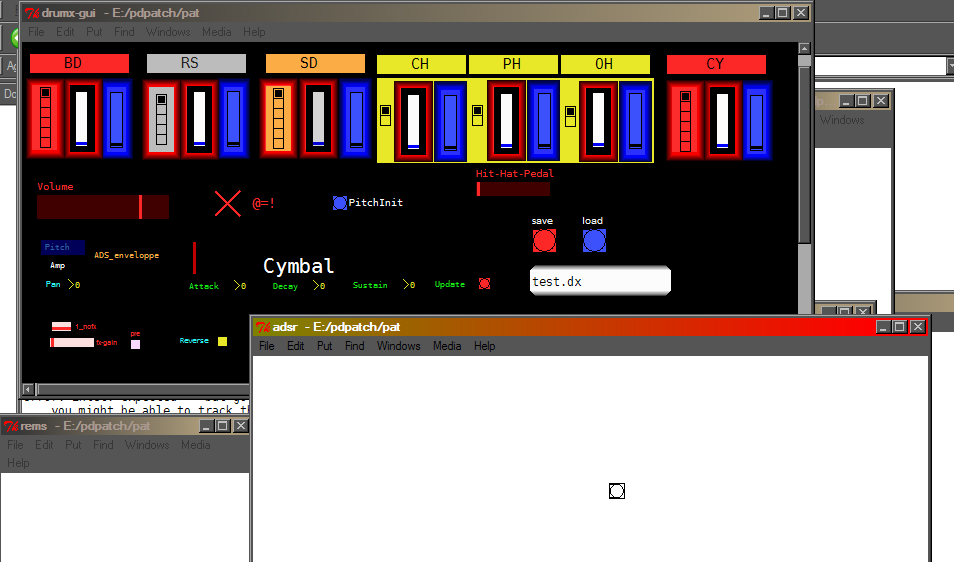 drumx-gui - E:/pdpatch/pat
File Edit Put Find Windows Media Help
BD RS SD CH PH OH CY
Windows
Hit-Hat-Pedal
Volume
@=!
PitchInit
save load
Pitch
ADS_enveloppe
Amp
Cymbal
test.dx
Pan >0
Attack >0 Decay >0 Sustain >0 Update
1_nofx
pre
fx-gain
Reverse
adsr - E:/pdpatch/pat
File Edit Put Find Windows Media Help
you might be able to track th
rems - E:/pdpatch/pat
File Edit Put Find Windows Media
Help